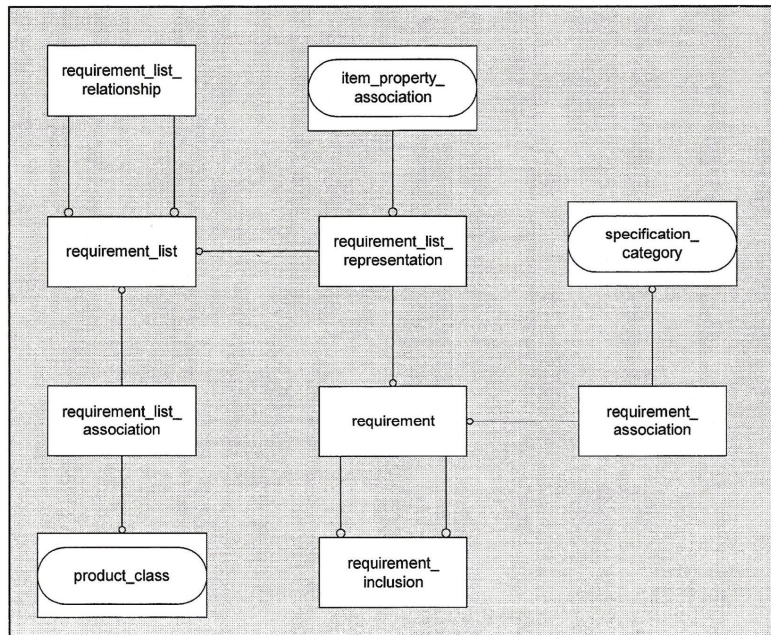 requirement_list_
relationship
item_property_
association
requirement_list
requirement_list_
representation
specification_
category
requirement_list_
association
requirement
requirement_
association
product_class
requirement_
inclusion